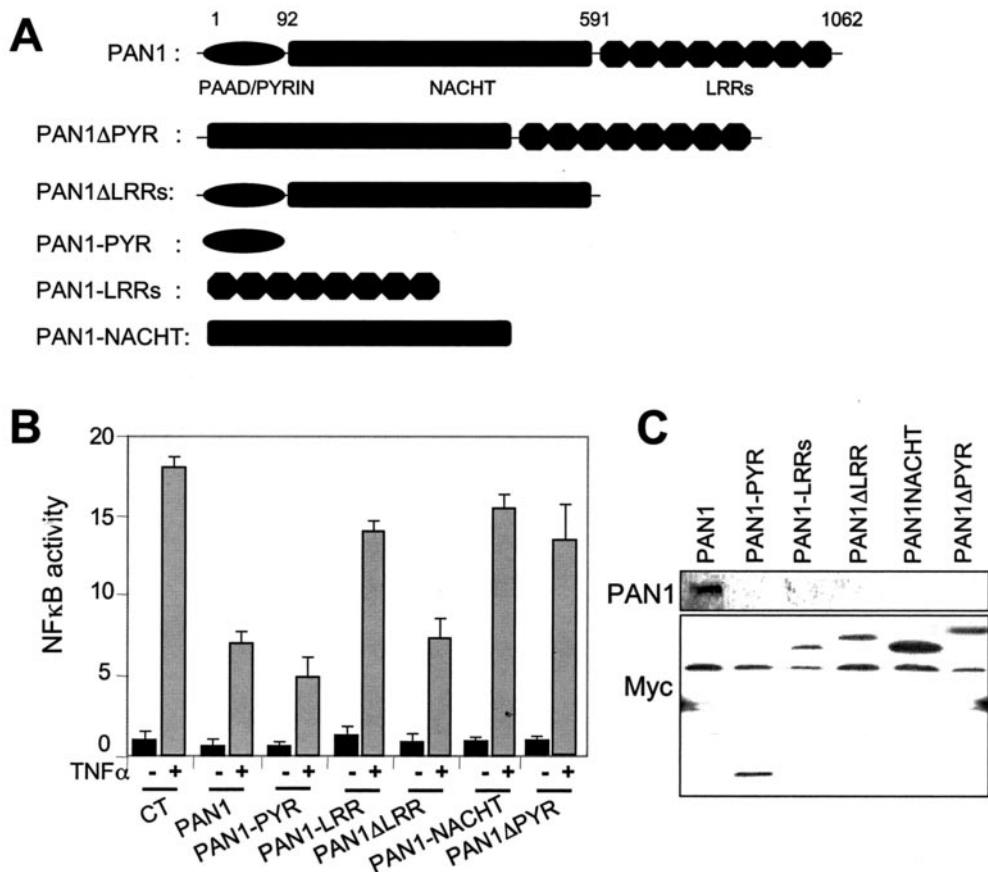 A
1 92 591 1062
PAN1 :
PAAD/PYRIN NACHT LRRs
PAN1ΔPYR :
PAN1ΔLRRs:
PAN1-PYR :
PAN1-LRRs :
PAN1-NACHT:
B
NFκB activity
20
15
10
5
0
TNFα - + - + - + - + - + - + - +
CT
PAN1
PAN1-PYR
PAN1-LRR
PAN1ΔLRR
PAN1-NACHT
PAN1ΔPYR
C
PAN1
PAN1-PYR
PAN1-LRRs
PAN1ΔLRR
PAN1NACHT
PAN1ΔPYR
PAN1
Myc